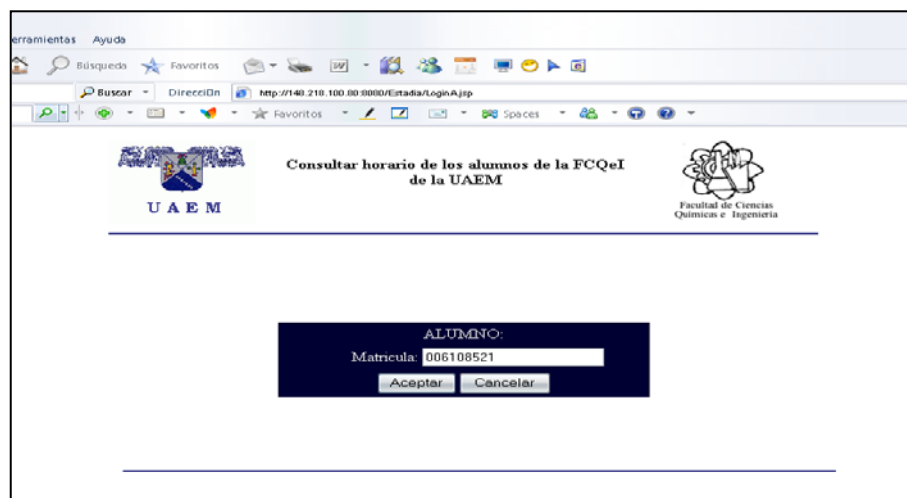 erramientas Ayuda
Búsqueda Favoritos
Buscar Dirección http://148.218.100.80:8080/Estadia/LoginA.jsp
Favoritos Spaces
Consultar horario de los alumnos de la FCQeI
de la UAEM
U A E M
Facultad de Ciencias
Químicas e Ingeniería
ALUMNO:
Matricula: 006108521
Aceptar Cancelar